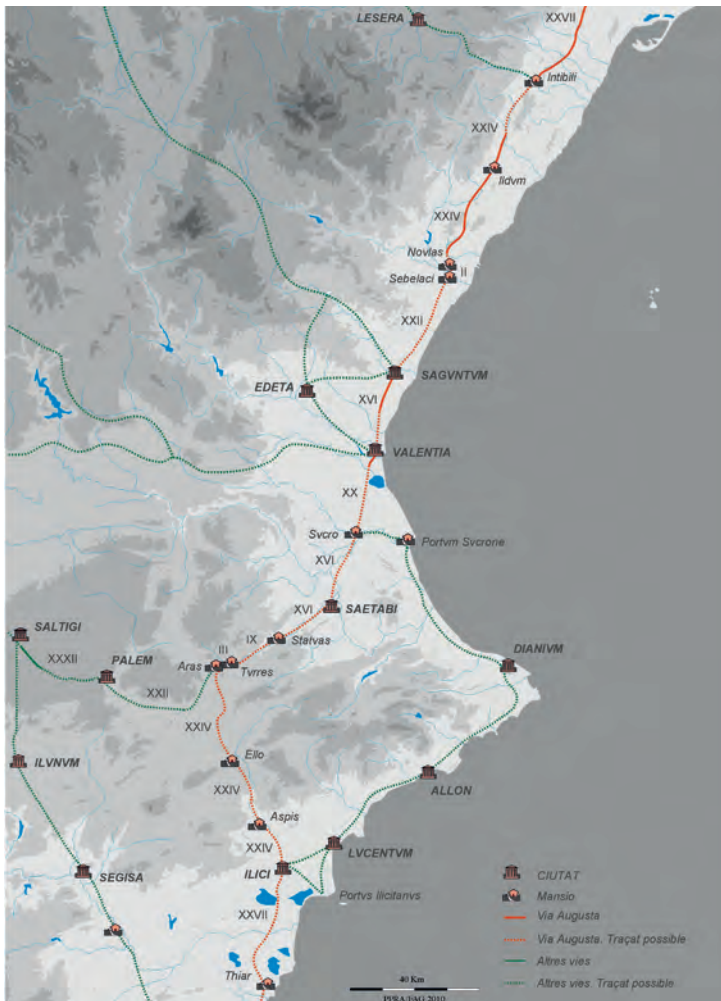 XXVII
LESERA
Intibili
XXIV
Ildvm
XXIV
Novlas
II
Sebelaci
XXII
SAGVNTVM
EDETA
XVI
VALENTIA
XX
Svcro
Portvm Svcrone
XVI
XVI
SAETABI
SALTIGI
IX
Statvas
III
XXXII
PALEM
Aras
Tvrres
DIANIVM
XXII
XXIV
Ello
ILVNVM
ALLON
XXIV
Aspis
LVCENTVM
XXIV
ILICI
SEGISA
CIUTAT
Portvs Ilicitanvs
Mansio
XXVII
Via Augusta
Via Augusta. Traçat possible
Altres vies
Thiar
40 Km
Altres vies. Traçat possible